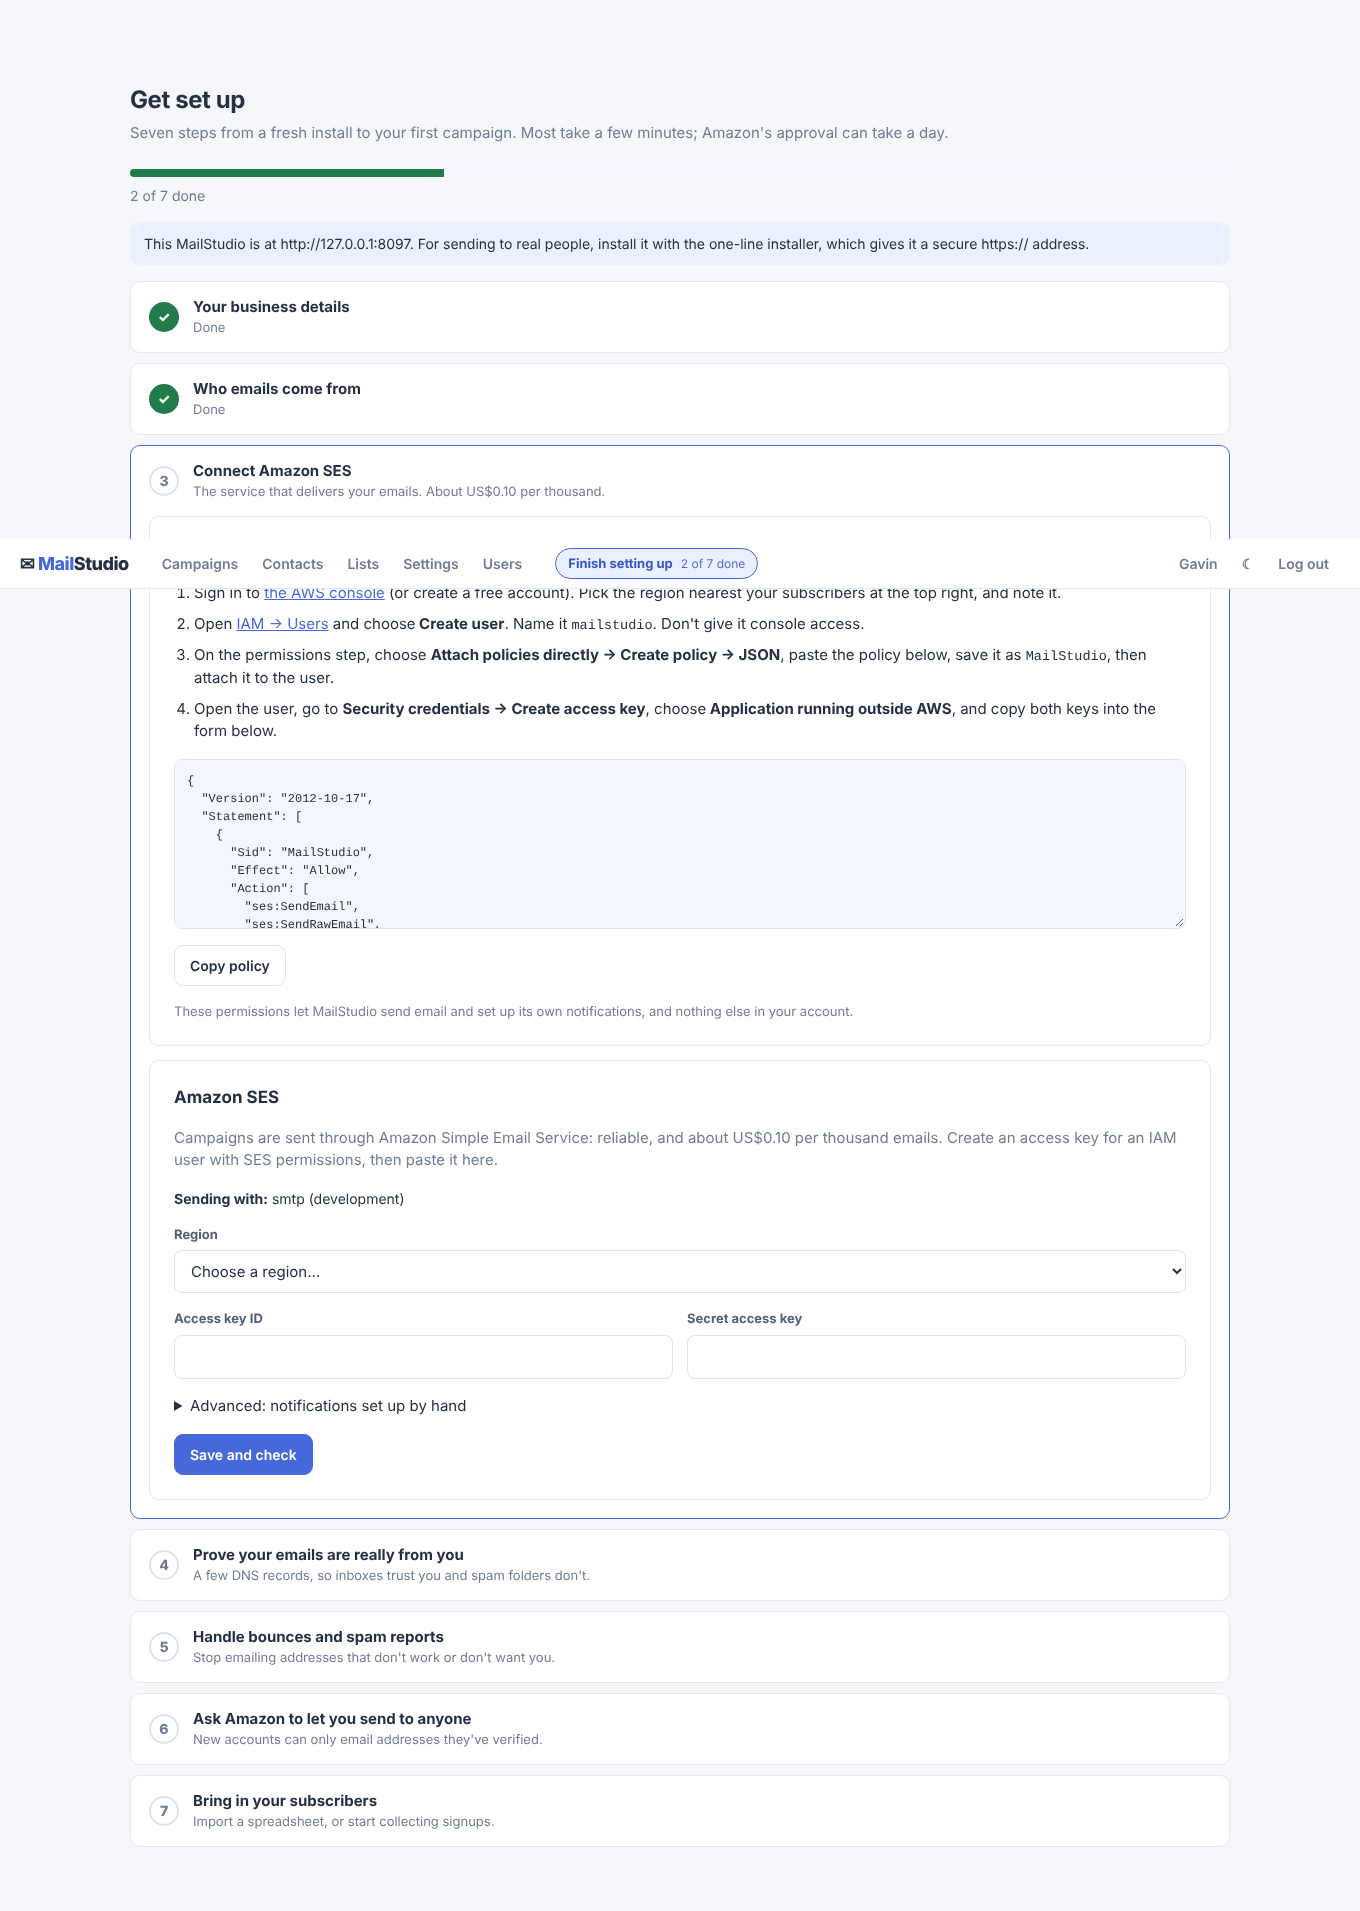 Get set up
Seven steps from a fresh install to your first campaign. Most take a few minutes; Amazon's approval can take a day.
2 of 7 done
This MailStudio is at http://127.0.0.1:8097. For sending to real people, install it with the one-line installer, which gives it a secure https:// address.
Your business details
Done
Who emails come from
Done
3
Connect Amazon SES
The service that delivers your emails. About US$0.10 per thousand.
MailStudio Campaigns Contacts Lists Settings Users Finish setting up 2 of 7 done Gavin Log out
1. Sign in to the AWS console (or create a free account). Pick the region nearest your subscribers at the top right, and note it.
2. Open IAM → Users and choose Create user. Name it mailstudio. Don't give it console access.
3. On the permissions step, choose Attach policies directly → Create policy → JSON, paste the policy below, save it as MailStudio, then
attach it to the user.
4. Open the user, go to Security credentials → Create access key, choose Application running outside AWS, and copy both keys into the
form below.
{
"Version": "2012-10-17",
"Statement": [
{
"Sid": "MailStudio",
"Effect": "Allow",
"Action": [
"ses:SendEmail",
"ses:SendRawEmail",
Copy policy
These permissions let MailStudio send email and set up its own notifications, and nothing else in your account.
Amazon SES
Campaigns are sent through Amazon Simple Email Service: reliable, and about US$0.10 per thousand emails. Create an access key for an IAM
user with SES permissions, then paste it here.
Sending with: smtp (development)
Region
Choose a region...
Access key ID Secret access key
Advanced: notifications set up by hand
Save and check
4
Prove your emails are really from you
A few DNS records, so inboxes trust you and spam folders don't.
5
Handle bounces and spam reports
Stop emailing addresses that don't work or don't want you.
6
Ask Amazon to let you send to anyone
New accounts can only email addresses they've verified.
7
Bring in your subscribers
Import a spreadsheet, or start collecting signups.